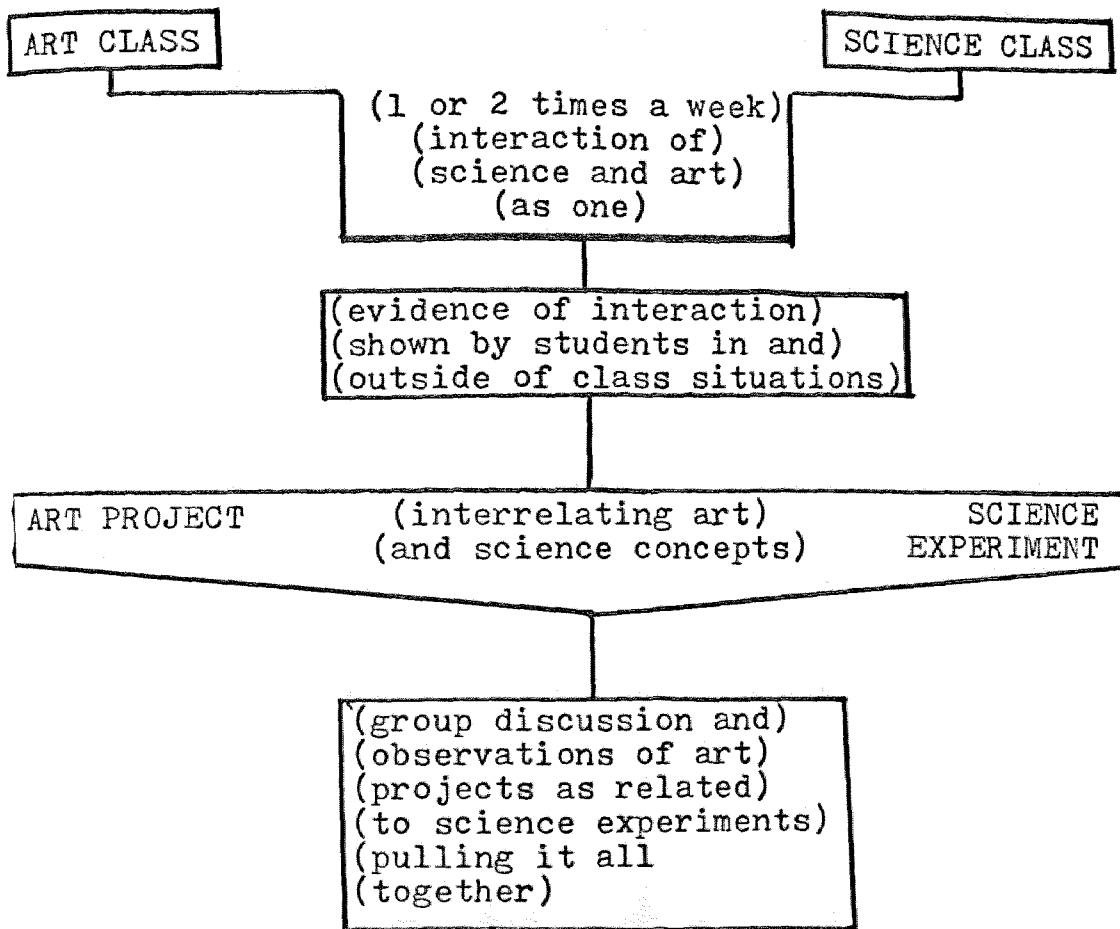 ART CLASS
SCIENCE CLASS
(1 or 2 times a week)
(interaction of)
(science and art)
(as one)
(evidence of interaction)
(shown by students in and)
(outside of class situations)
ART PROJECT
(interrelating art)
(and science concepts)
SCIENCE
EXPERIMENT
(group discussion and)
(observations of art)
(projects as related)
(to science experiments)
(pulling it all
(together)